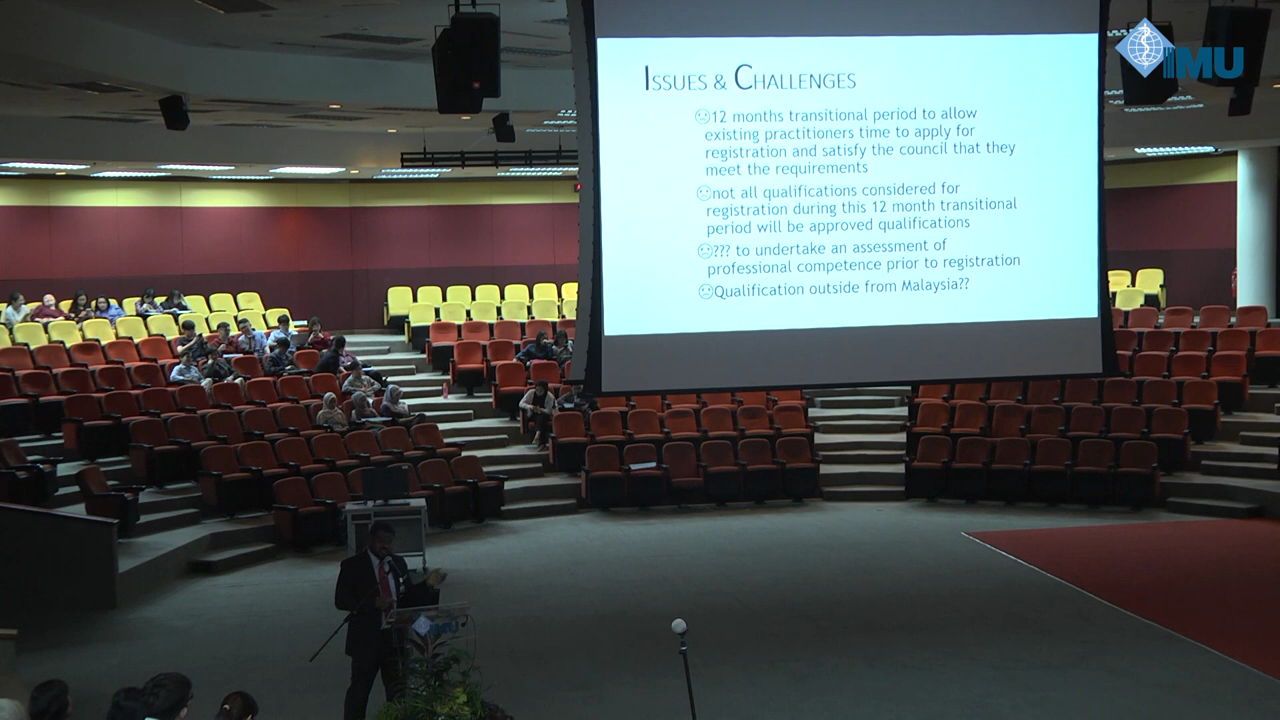 IMU
ISSUES & CHALLENGES
12 months transitional period to allow
existing practitioners time to apply for
registration and satisfy the council that they
meet the requirements
not all qualifications considered for
registration during this 12 month transitional
period will be approved qualifications
??? to undertake an assessment of
professional competence prior to registration
Qualification outside from Malaysia??
IMU